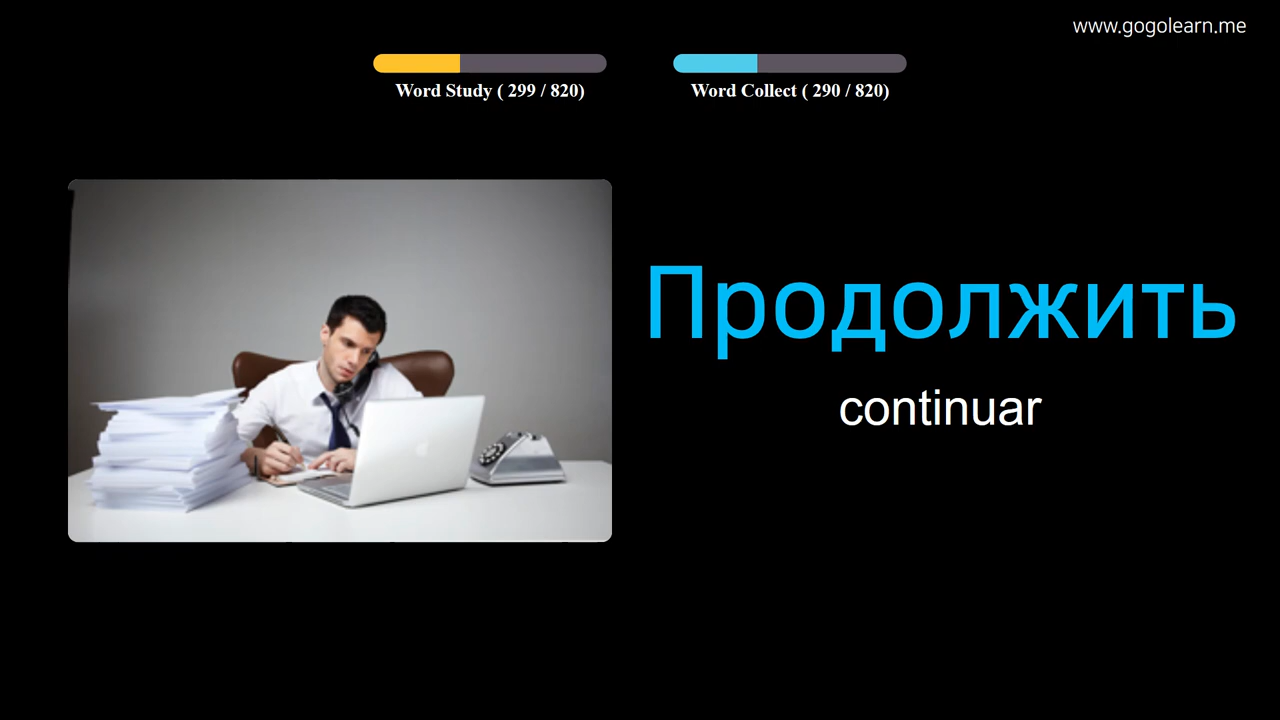 www.gogolearn.me
Word Study ( 299 / 820)
Word Collect ( 290 / 820)
Продолжить
continuar